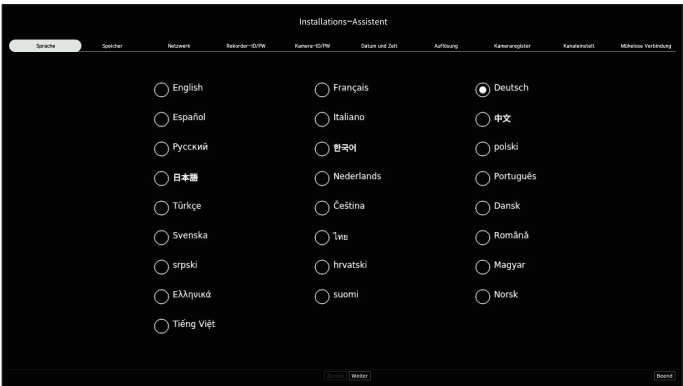 Installations-Assistent
Sprache Speicher Netzwerk Rekorder-ID/PW Kamera-ID/PW Datum und Zeit Auflösung Kameraregister Kanaleinstell. Mühelose Verbindung
English Français Deutsch
Español Italiano 中文
Русский 한국어 polski
日本語 Nederlands Português
Türkçe Čeština Dansk
Svenska ไทย Română
srpski hrvatski Magyar
Ελληνικά suomi Norsk
Tiếng Việt
Zurück Weiter Beend